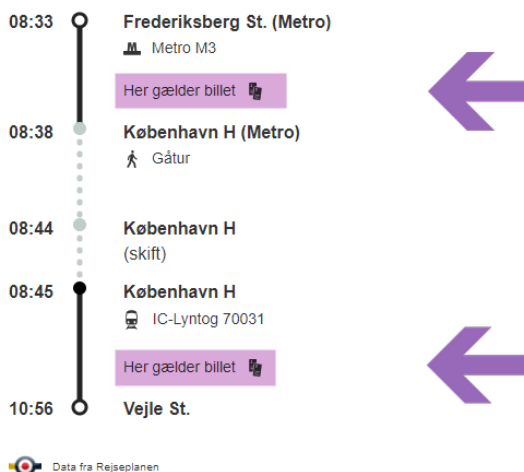 08:33 Frederiksberg St. (Metro)
Metro M3
Her gælder billet
08:38 København H (Metro)
Gåtur
08:44 København H
(skift)
08:45 København H
IC-Lyntog 70031
Her gælder billet
10:56 Vejle St.
Data fra Rejseplanen